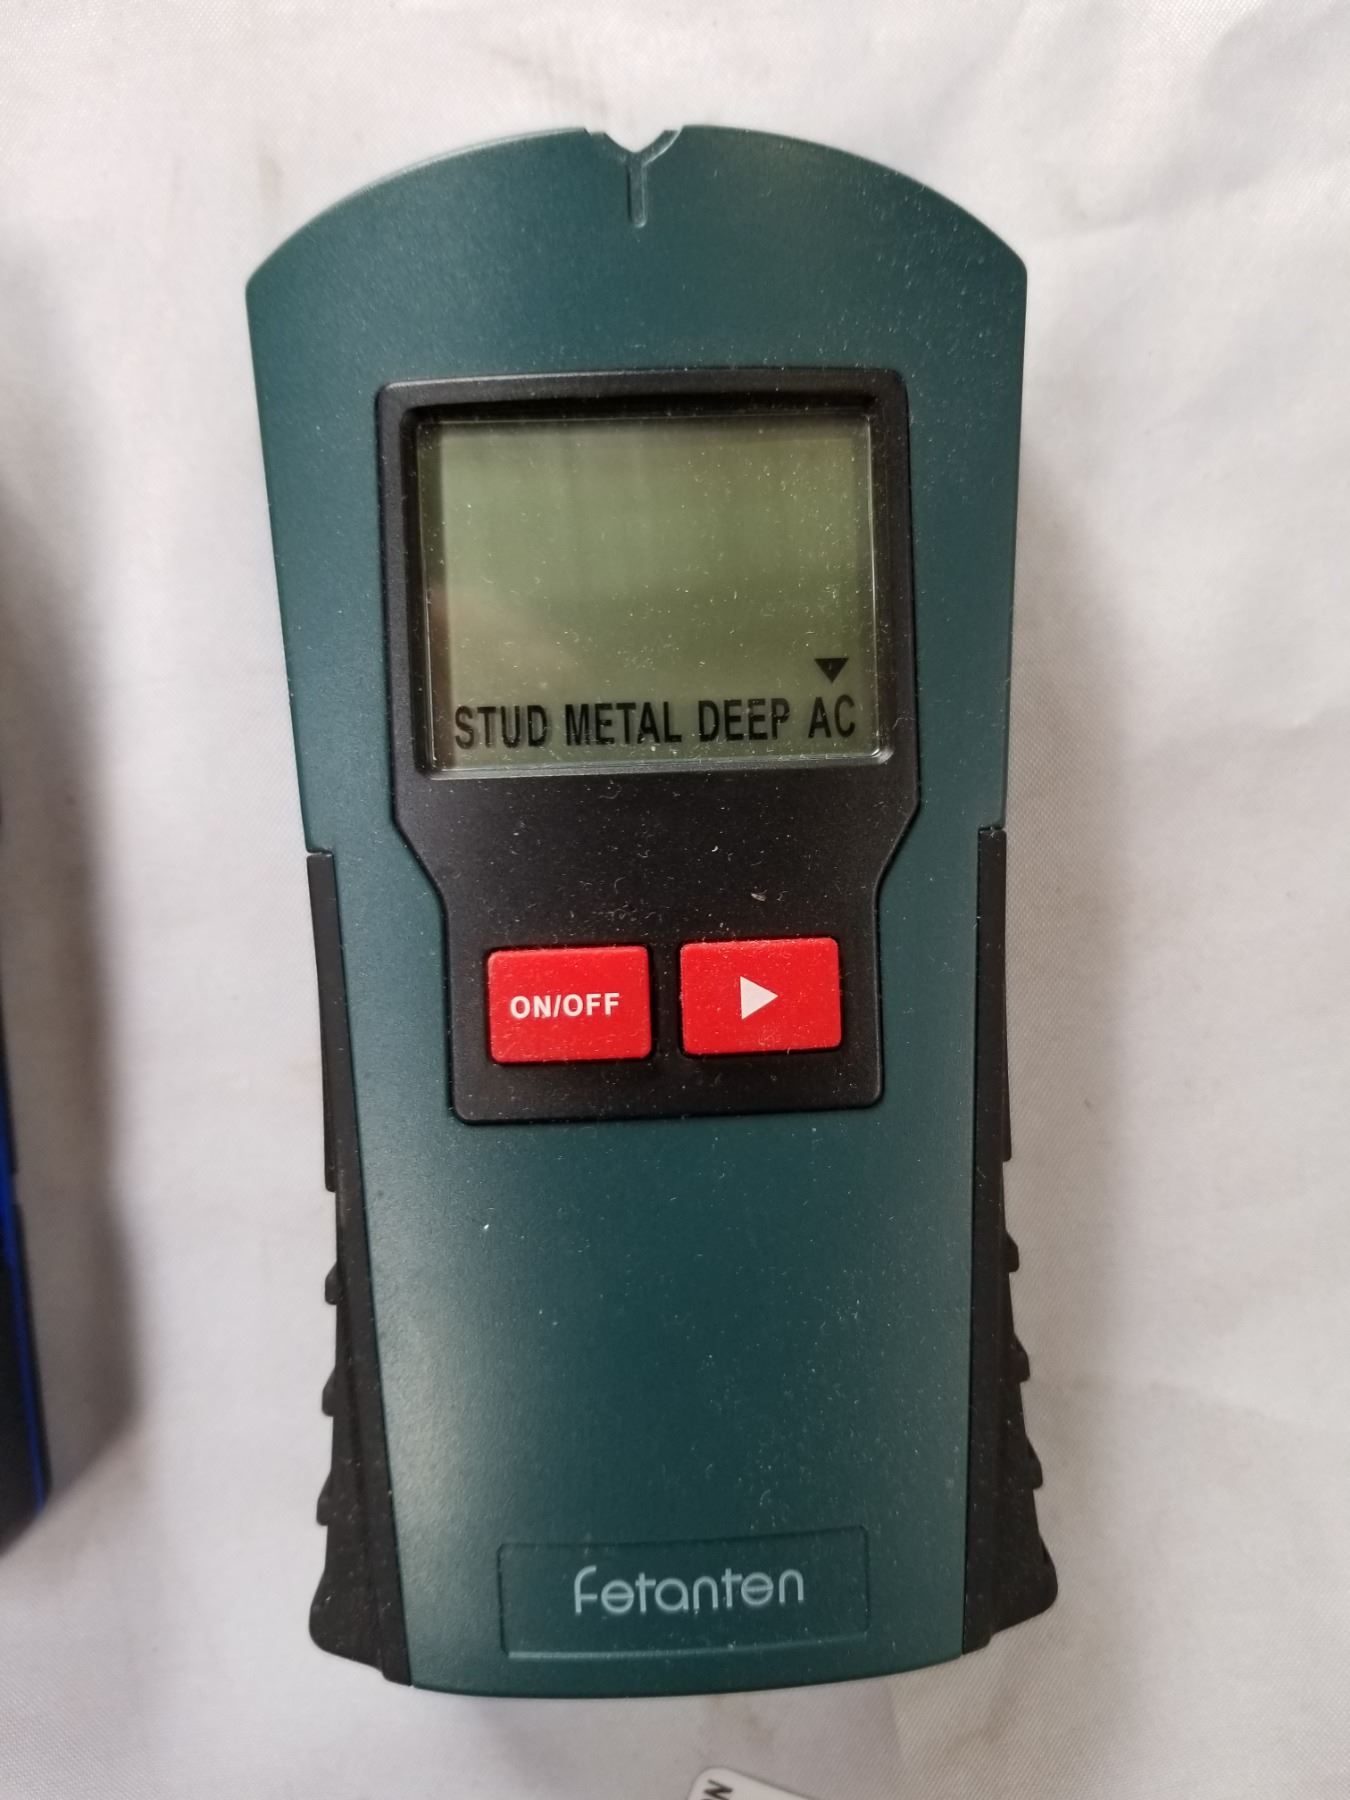 STUD METAL DEEP AC
ON/OFF
Fetanten